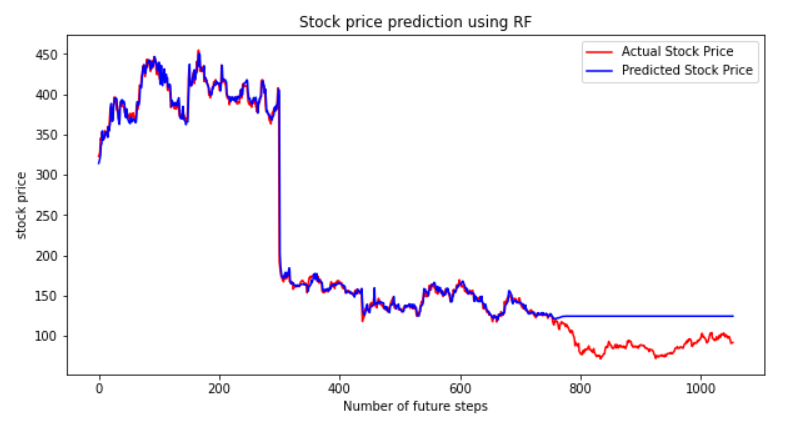 Stock price prediction using RF
Actual Stock Price
Predicted Stock Price
stock price
450
400
350
300
250
200
150
100
0 200 400 600 800 1000
Number of future steps